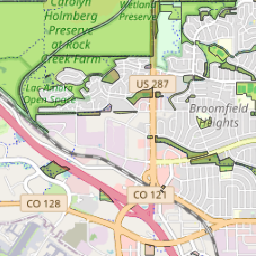 Carolyn
Holmberg
Preserve
at Rock
Creek Farm
Wetland
Preserve
US 287
Lac Amora
Open Space
Broomfield
Heights
CO 121
CO 128